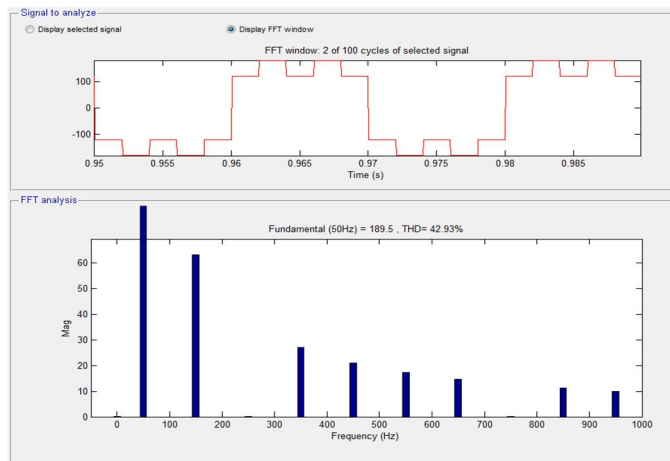 Signal to analyze
Display selected signal
Display FFT window
FFT window: 2 of 100 cycles of selected signal
100
0
-100
0.95 0.955 0.96 0.965 0.97 0.975 0.98 0.985
Time (s)
FFT analysis
Fundamental (50Hz) = 189.5 , THD= 42.93%
60
50
40
30
20
10
0
Mag
0 100 200 300 400 500 600 700 800 900 1000
Frequency (Hz)